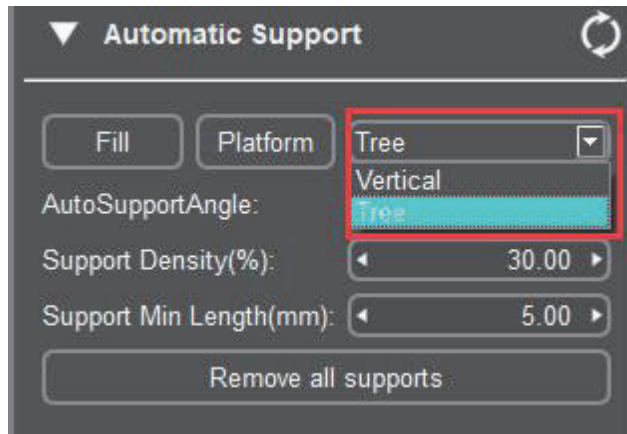 Automatic Support
Fill Platform Tree
Vertical
AutoSupportAngle: Tree
Support Density(%): 30.00
Support Min Length(mm): 5.00
Remove all supports